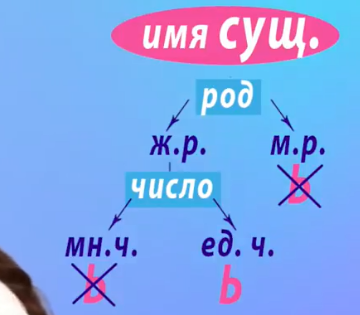 имя сущ.
род
ж.р. м.р.
Ь
число
мн.ч. ед. ч.
Ь Ь